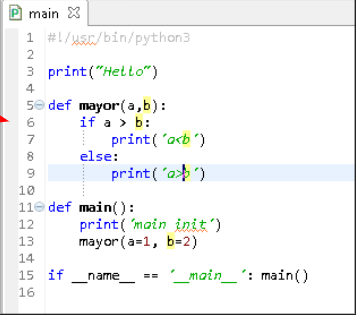 main
1 #!/usr/bin/python3
2
3 print("Hello")
4
5 def mayor(a,b):
6     if a > b:
7         print('a<b')
8     else:
9         print('a>b')
10
11 def main():
12     print('main init')
13     mayor(a=1, b=2)
14
15 if __name__ == '__main__': main()
16